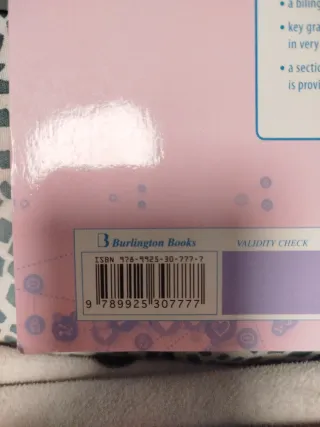 • a biling
• key gra
in very
• a sectio
is provi
Burlington Books
VALIDITY CHECK
ISBN 978-9925-30-777-7
9 789925 307777